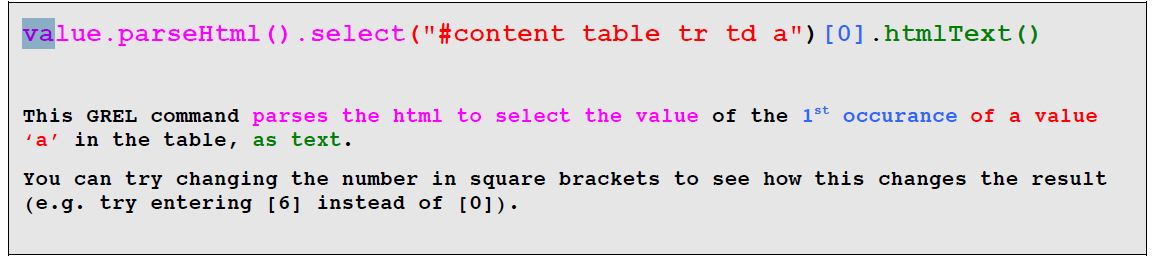 value.parseHtml().select("#content table tr td a")[0].htmlText()
This GREL command parses the html to select the value of the 1st occurance of a value
‘a’ in the table, as text.
You can try changing the number in square brackets to see how this changes the result
(e.g. try entering [6] instead of [0]).